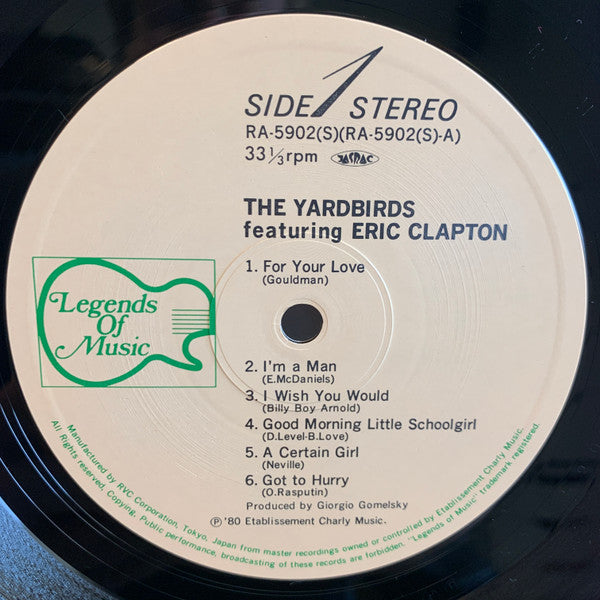 SIDE 1 STEREO
RA-5902(S)(RA-5902(S)-A)
33⅓rpm JASRAC
THE YARDBIRDS
featuring ERIC CLAPTON
1. For Your Love
(Gouldman)
Legends
Of
Music
2. I'm a Man
(E.McDaniels)
3. I Wish You Would
(Billy Boy Arnold)
4. Good Morning Little Schoolgirl
(D.Level-B.Love)
5. A Certain Girl
(Neville)
6. Got to Hurry
(O.Rasputin)
Produced by Giorgio Gomelsky
℗ '80 Etablissement Charly Music.
Manufactured by RVC Corporation, Tokyo, Japan from master recordings owned or controlled by Etablissement Charly Music.
All Rights reserved, Copying, Public performance, broadcasting of these records are forbidden. "Legends of Music" trademark registered.